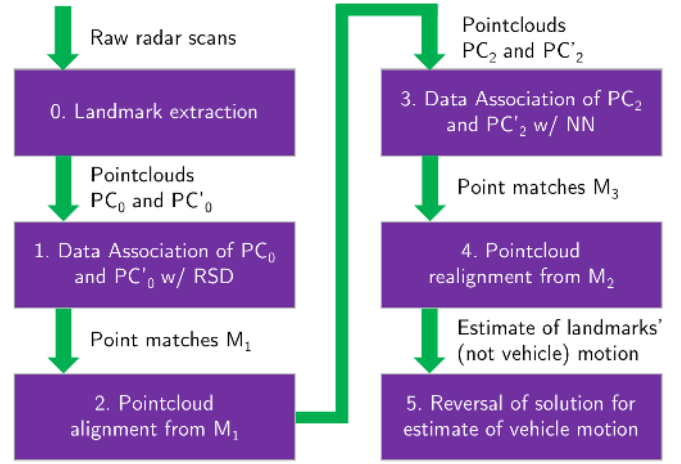 Raw radar scans
0. Landmark extraction
Pointclouds
PC₀ and PC'₀
1. Data Association of PC₀
and PC'₀ w/ RSD
Point matches M₁
2. Pointcloud
alignment from M₁
Pointclouds
PC₂ and PC'₂
3. Data Association of PC₂
and PC'₂ w/ NN
Point matches M₃
4. Pointcloud
realignment from M₂
Estimate of landmarks'
(not vehicle) motion
5. Reversal of solution for
estimate of vehicle motion